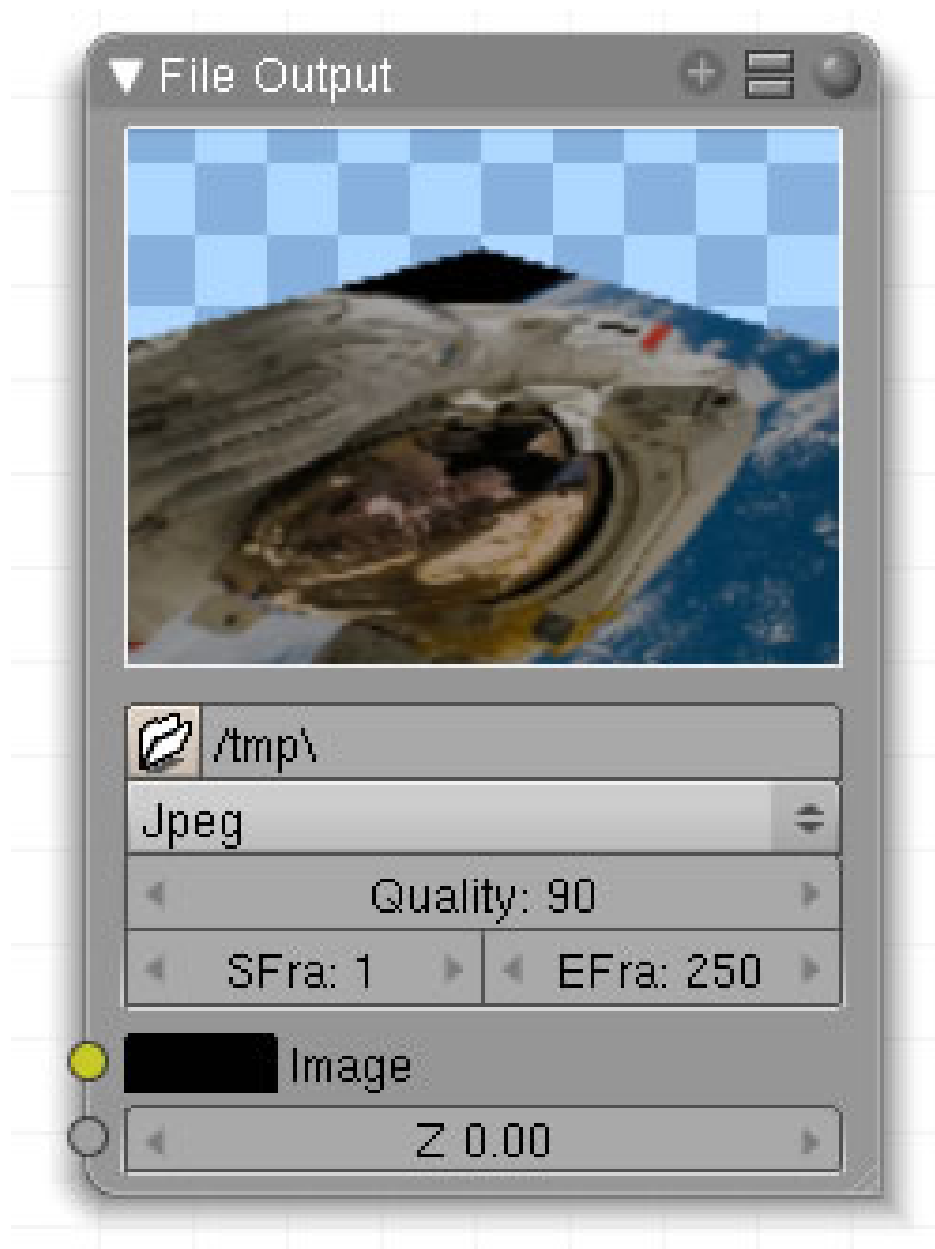 File Output
/tmp\
Jpeg
Quality: 90
SFra: 1 EFra: 250
Image
Z 0.00